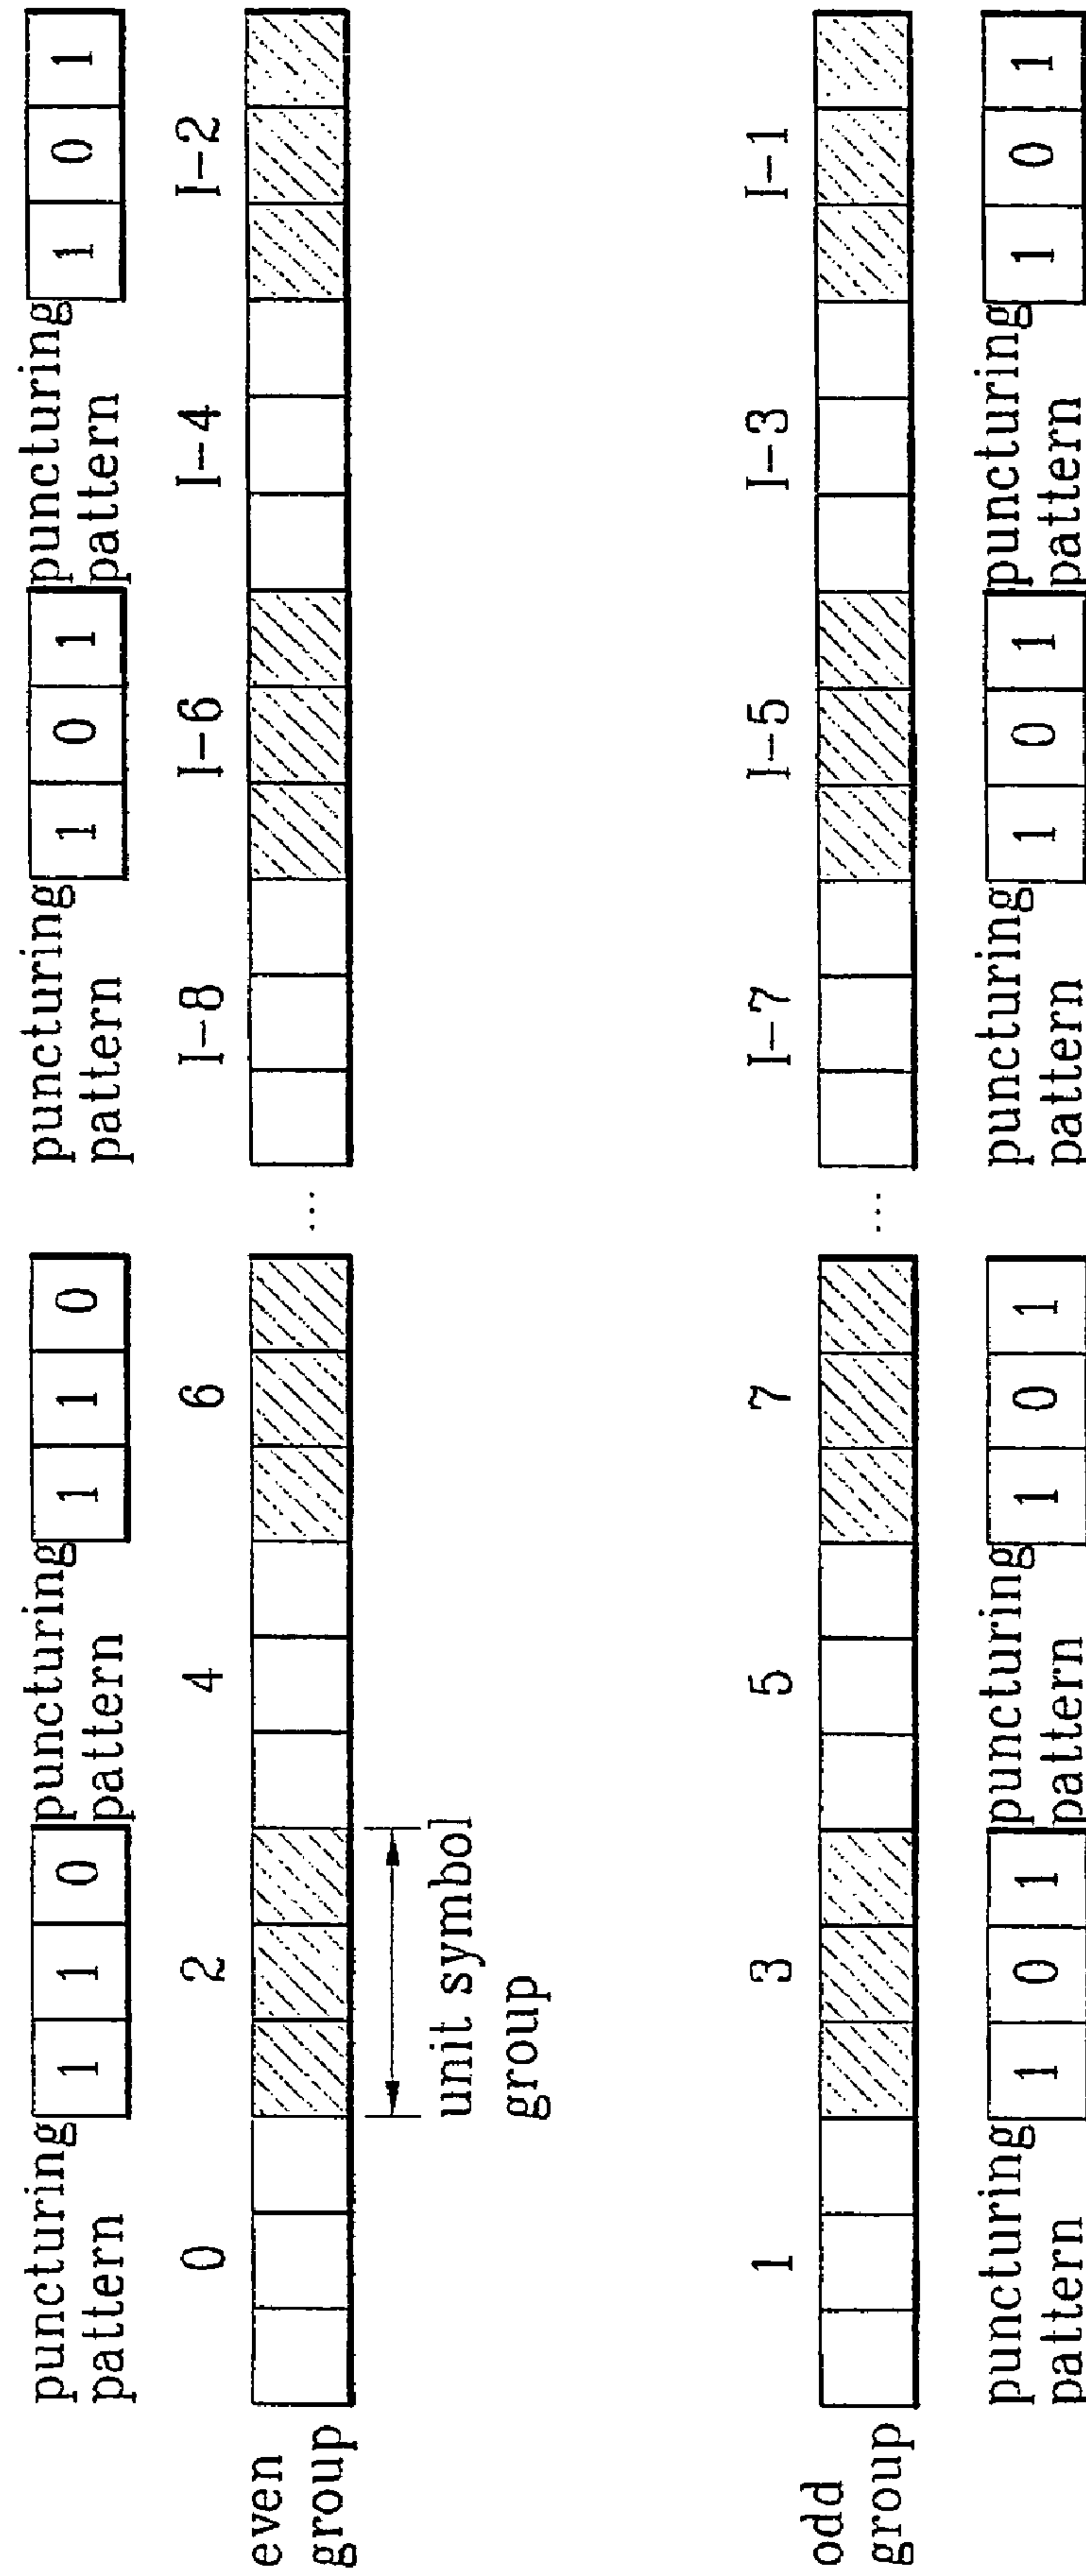 puncturing pattern 1 1 0 puncturing pattern 1 1 0 puncturing pattern 1 0 1 puncturing pattern 1 0 1
0 2 4 6 I-8 I-6 I-4 I-2
even group ...
unit symbol
group
1 3 5 7 I-7 I-5 I-3 I-1
odd group ...
puncturing pattern 1 0 1 puncturing pattern 1 0 1 puncturing pattern 1 0 1 puncturing pattern 1 0 1